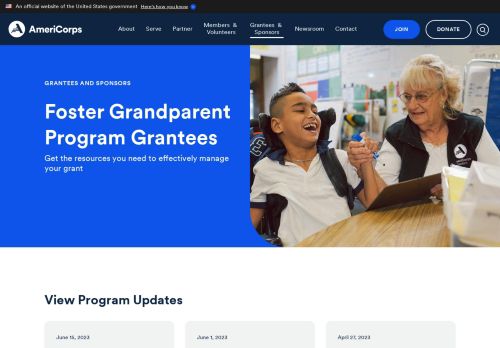 An official website of the United States government Here's how you know
AmeriCorps
About Serve Partner Members & Volunteers Grantees & Sponsors Newsroom Contact JOIN DONATE
GRANTEES AND SPONSORS
Foster Grandparent
Program Grantees
Get the resources you need to effectively manage
your grant
View Program Updates
June 15, 2023 June 1, 2023 April 27, 2023